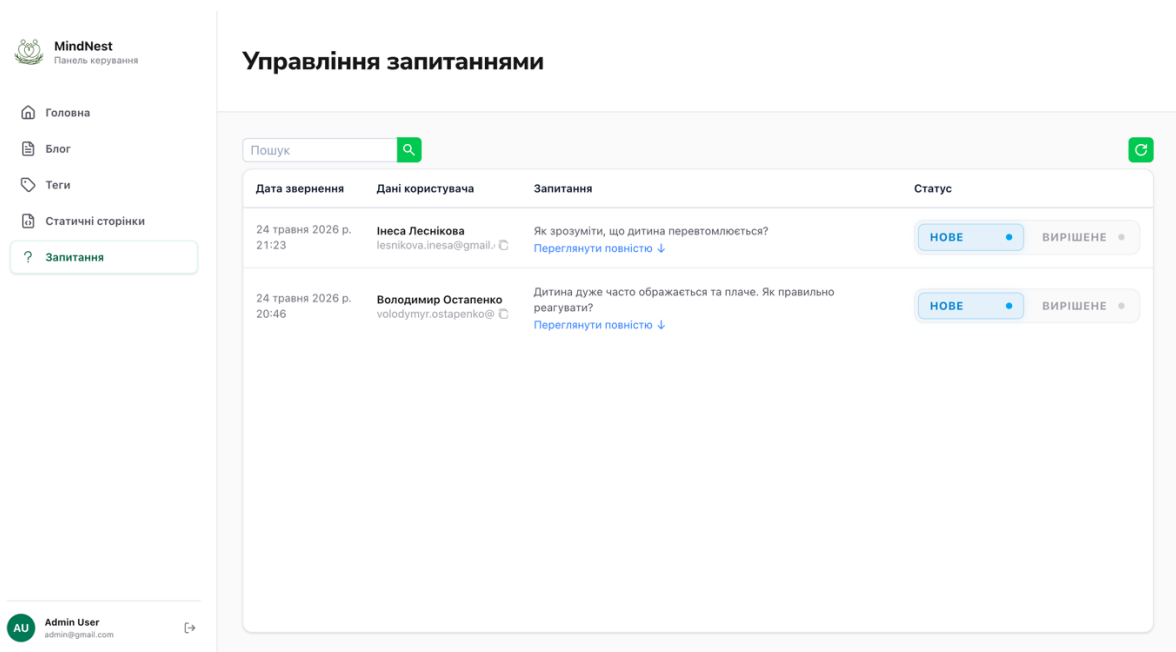 MindNest
Панель керування
Головна
Блог
Теги
Статичні сторінки
? Запитання
AU
Admin User
admin@gmail.com
Управління запитаннями
Пошук
Дата звернення Дані користувача Запитання Статус
24 травня 2026 р.
21:23
Інеса Леснікова
lesnikova.inesa@gmail.
Як зрозуміти, що дитина перевтомлюється?
Переглянути повністю ↓
НОВЕ
ВИРІШЕНЕ
24 травня 2026 р.
20:46
Володимир Остапенко
volodymyr.ostapenko@
Дитина дуже часто ображається та плаче. Як правильно
реагувати?
Переглянути повністю ↓
НОВЕ
ВИРІШЕНЕ